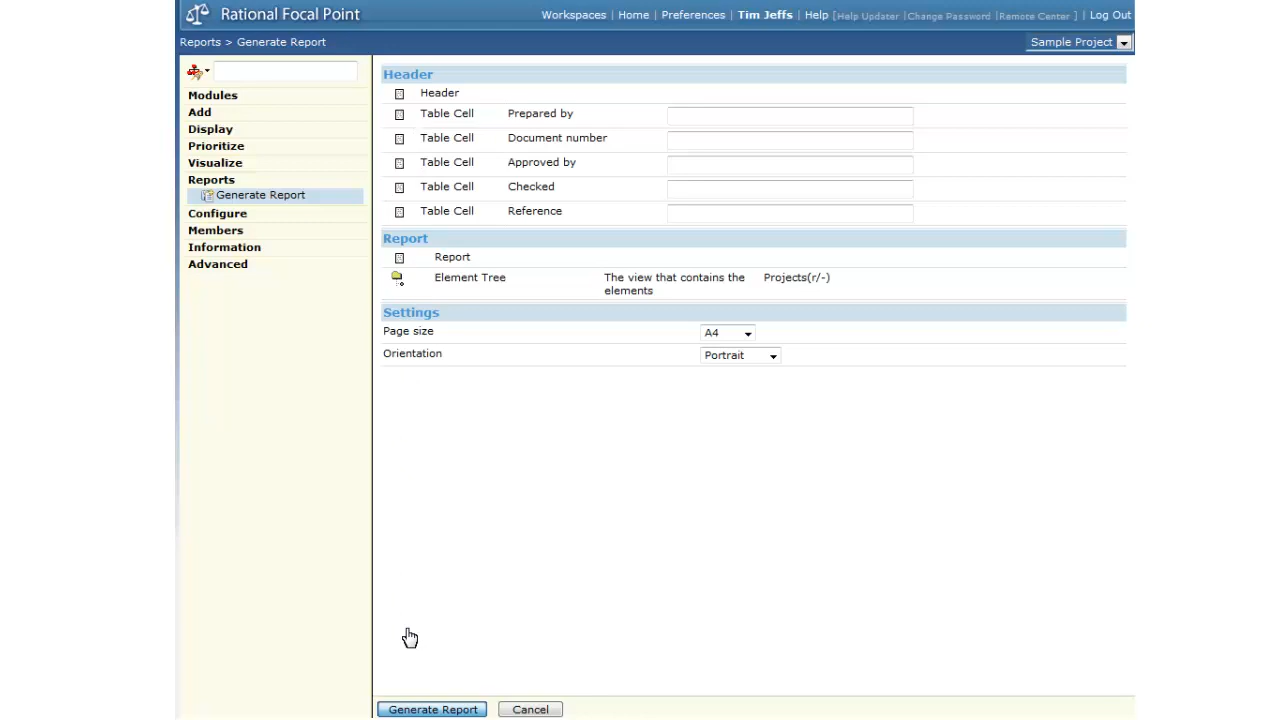 Rational Focal Point
Workspaces | Home | Preferences | Tim Jeffs | Help [Help Updater |Change Password |Remote Center ] | Log Out
Reports > Generate Report
Sample Project
Modules
Add
Display
Prioritize
Visualize
Reports
Generate Report
Configure
Members
Information
Advanced
Header
Header
Table Cell Prepared by
Table Cell Document number
Table Cell Approved by
Table Cell Checked
Table Cell Reference
Report
Report
Element Tree The view that contains the Projects(r/-)
elements
Settings
Page size A4
Orientation Portrait
Generate Report Cancel